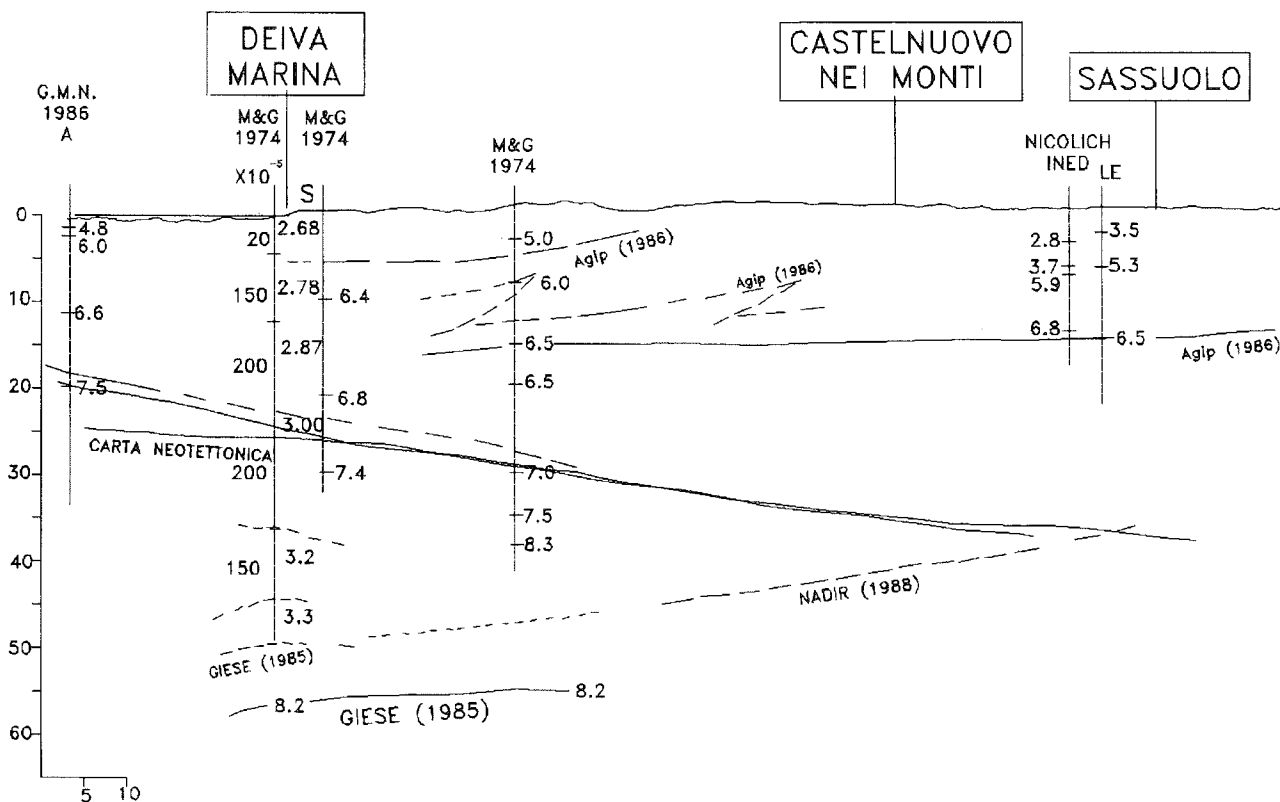 DEIVA
MARINA
CASTELNUOVO
NEI MONTI
SASSUOLO
G.M.N.
1986
A
M&G
1974
M&G
1974
M&G
1974
NICOLICH
INED
LE
X10⁻⁵
S
0
4.8
20
2.68
5.0
2.8
3.5
6.0
Agip (1986)
3.7
5.3
10
150
2.78
6.4
6.0
Agip (1986)
5.9
6.6
6.8
2.87
6.5
6.5
Agip (1986)
200
20
7.5
6.8
6.5
3.00
CARTA NEOTETTONICA
30
200
7.4
7.0
7.5
3.2
8.3
40
150
NADIR (1988)
3.3
50
GIESE (1985)
8.2
8.2
GIESE (1985)
60
5 10